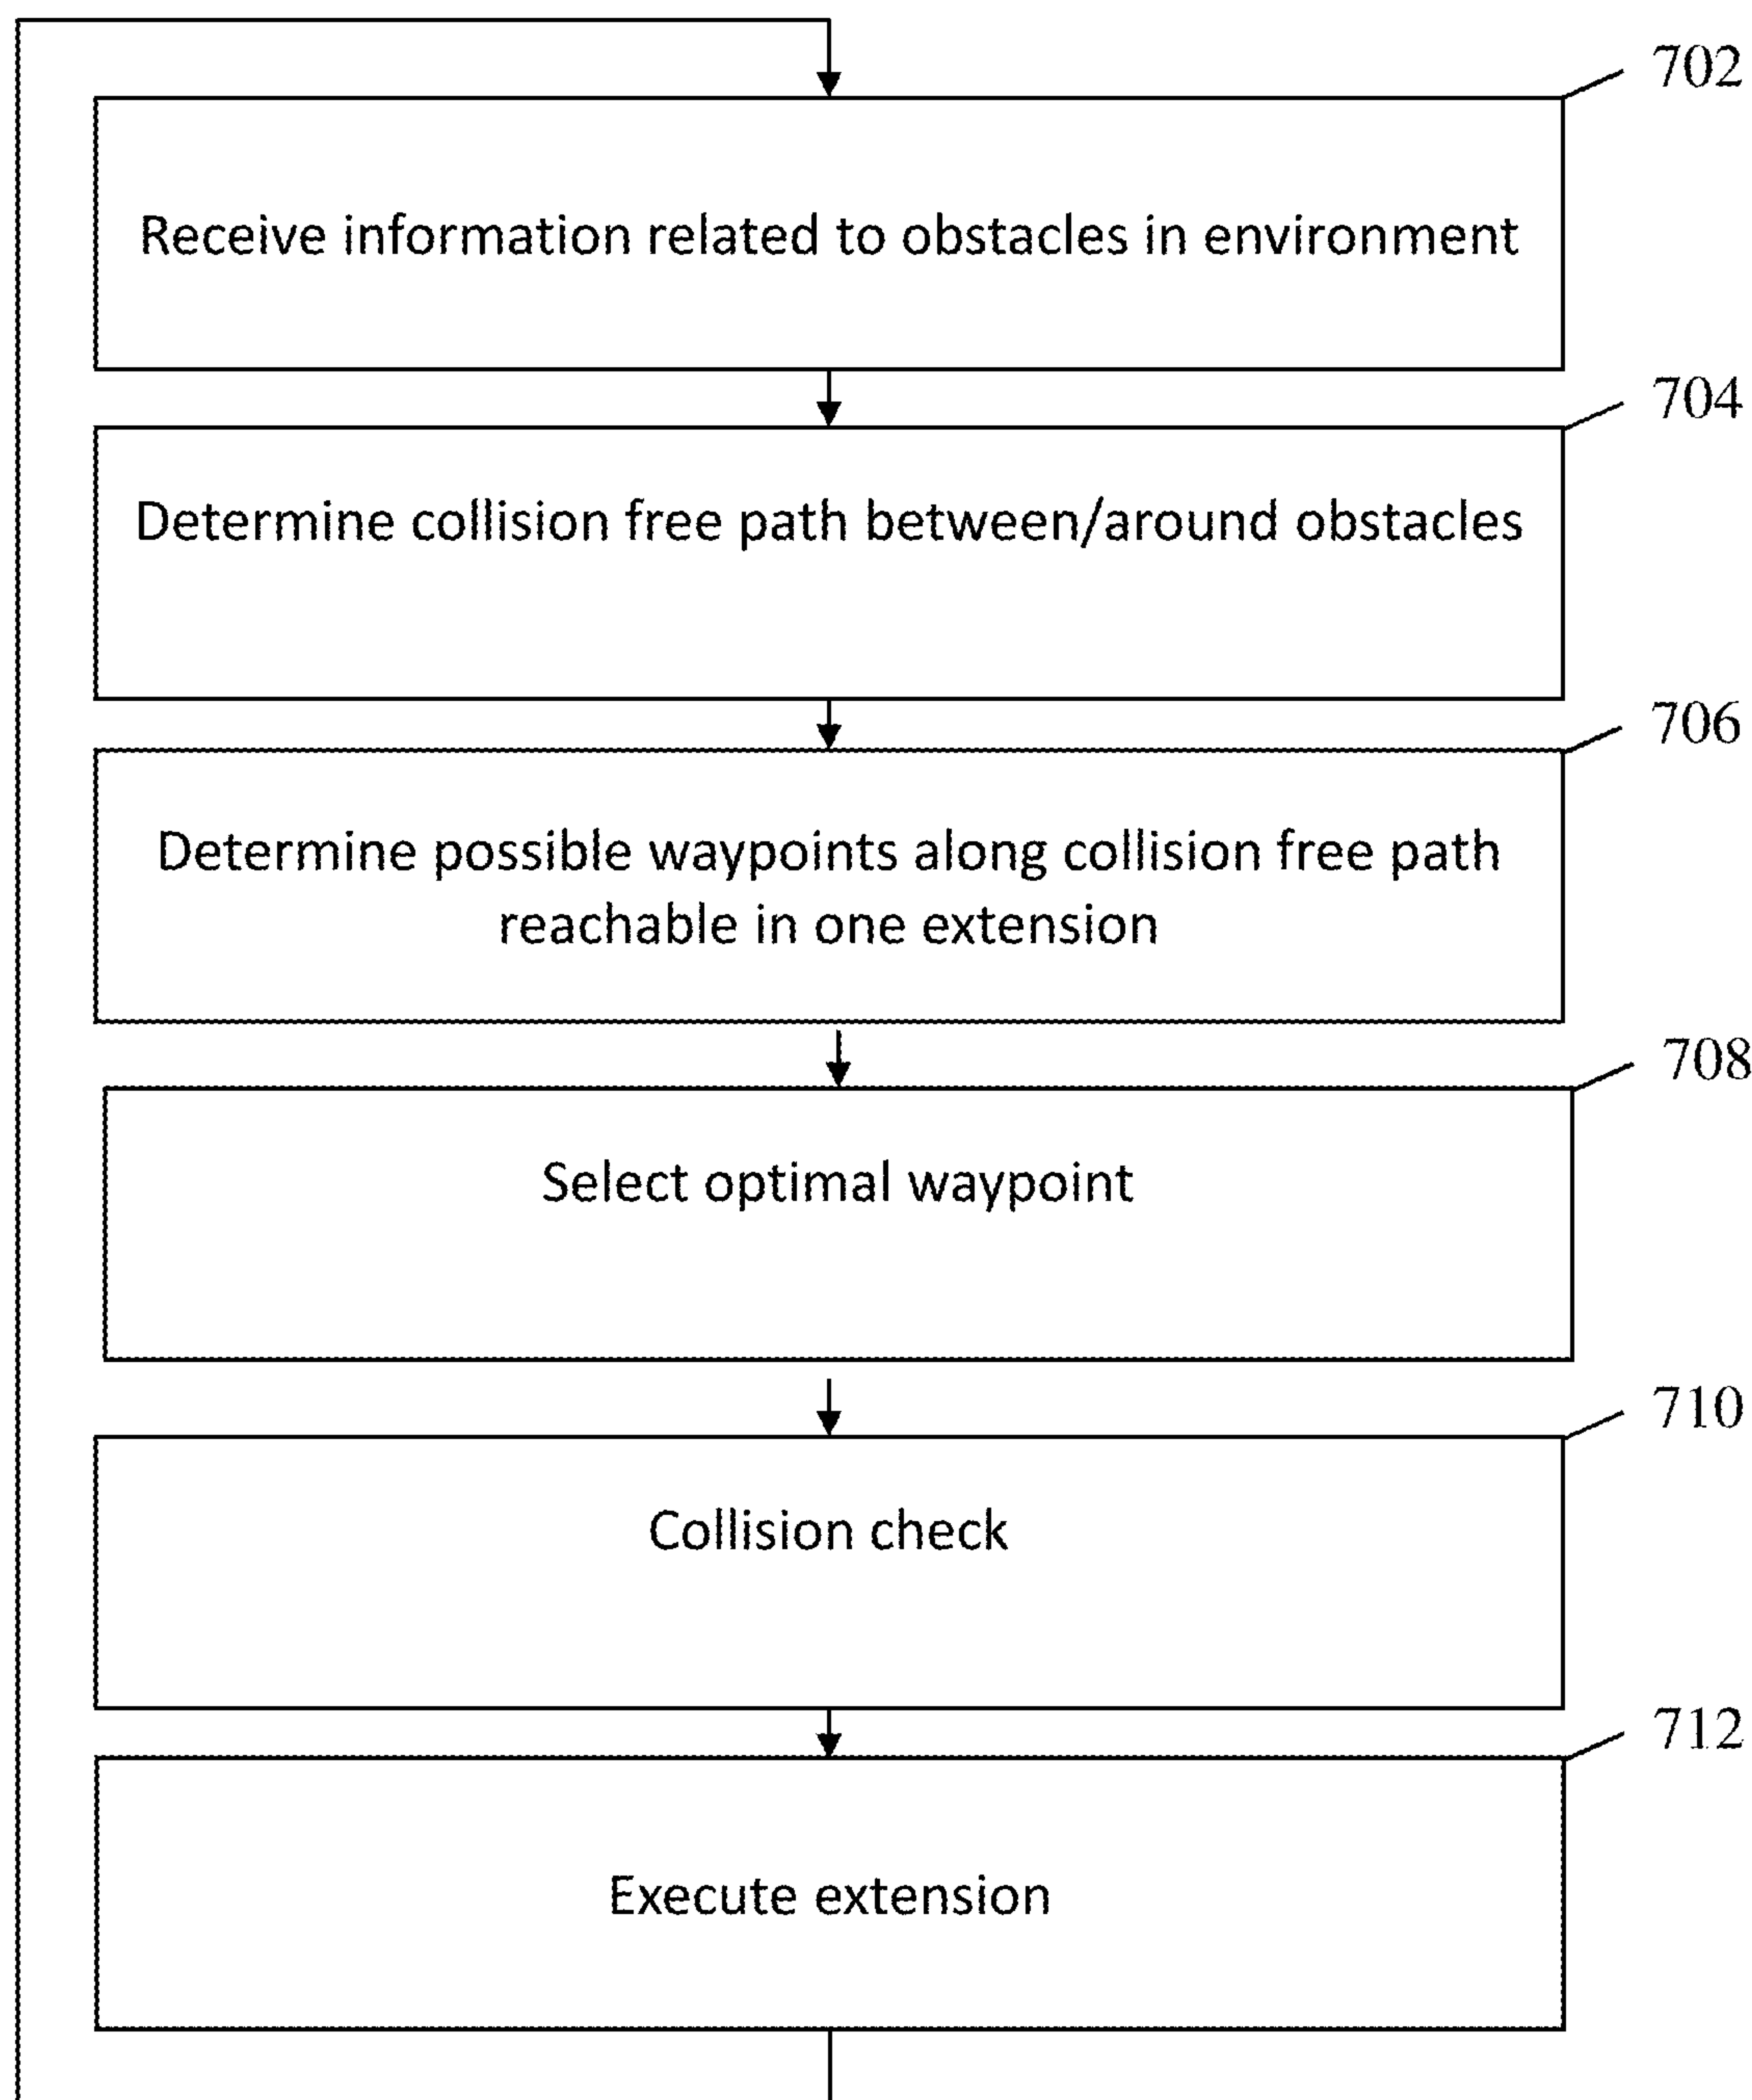 702
Receive information related to obstacles in environment
704
Determine collision free path between/around obstacles
706
Determine possible waypoints along collision free path
reachable in one extension
708
Select optimal waypoint
710
Collision check
712
Execute extension